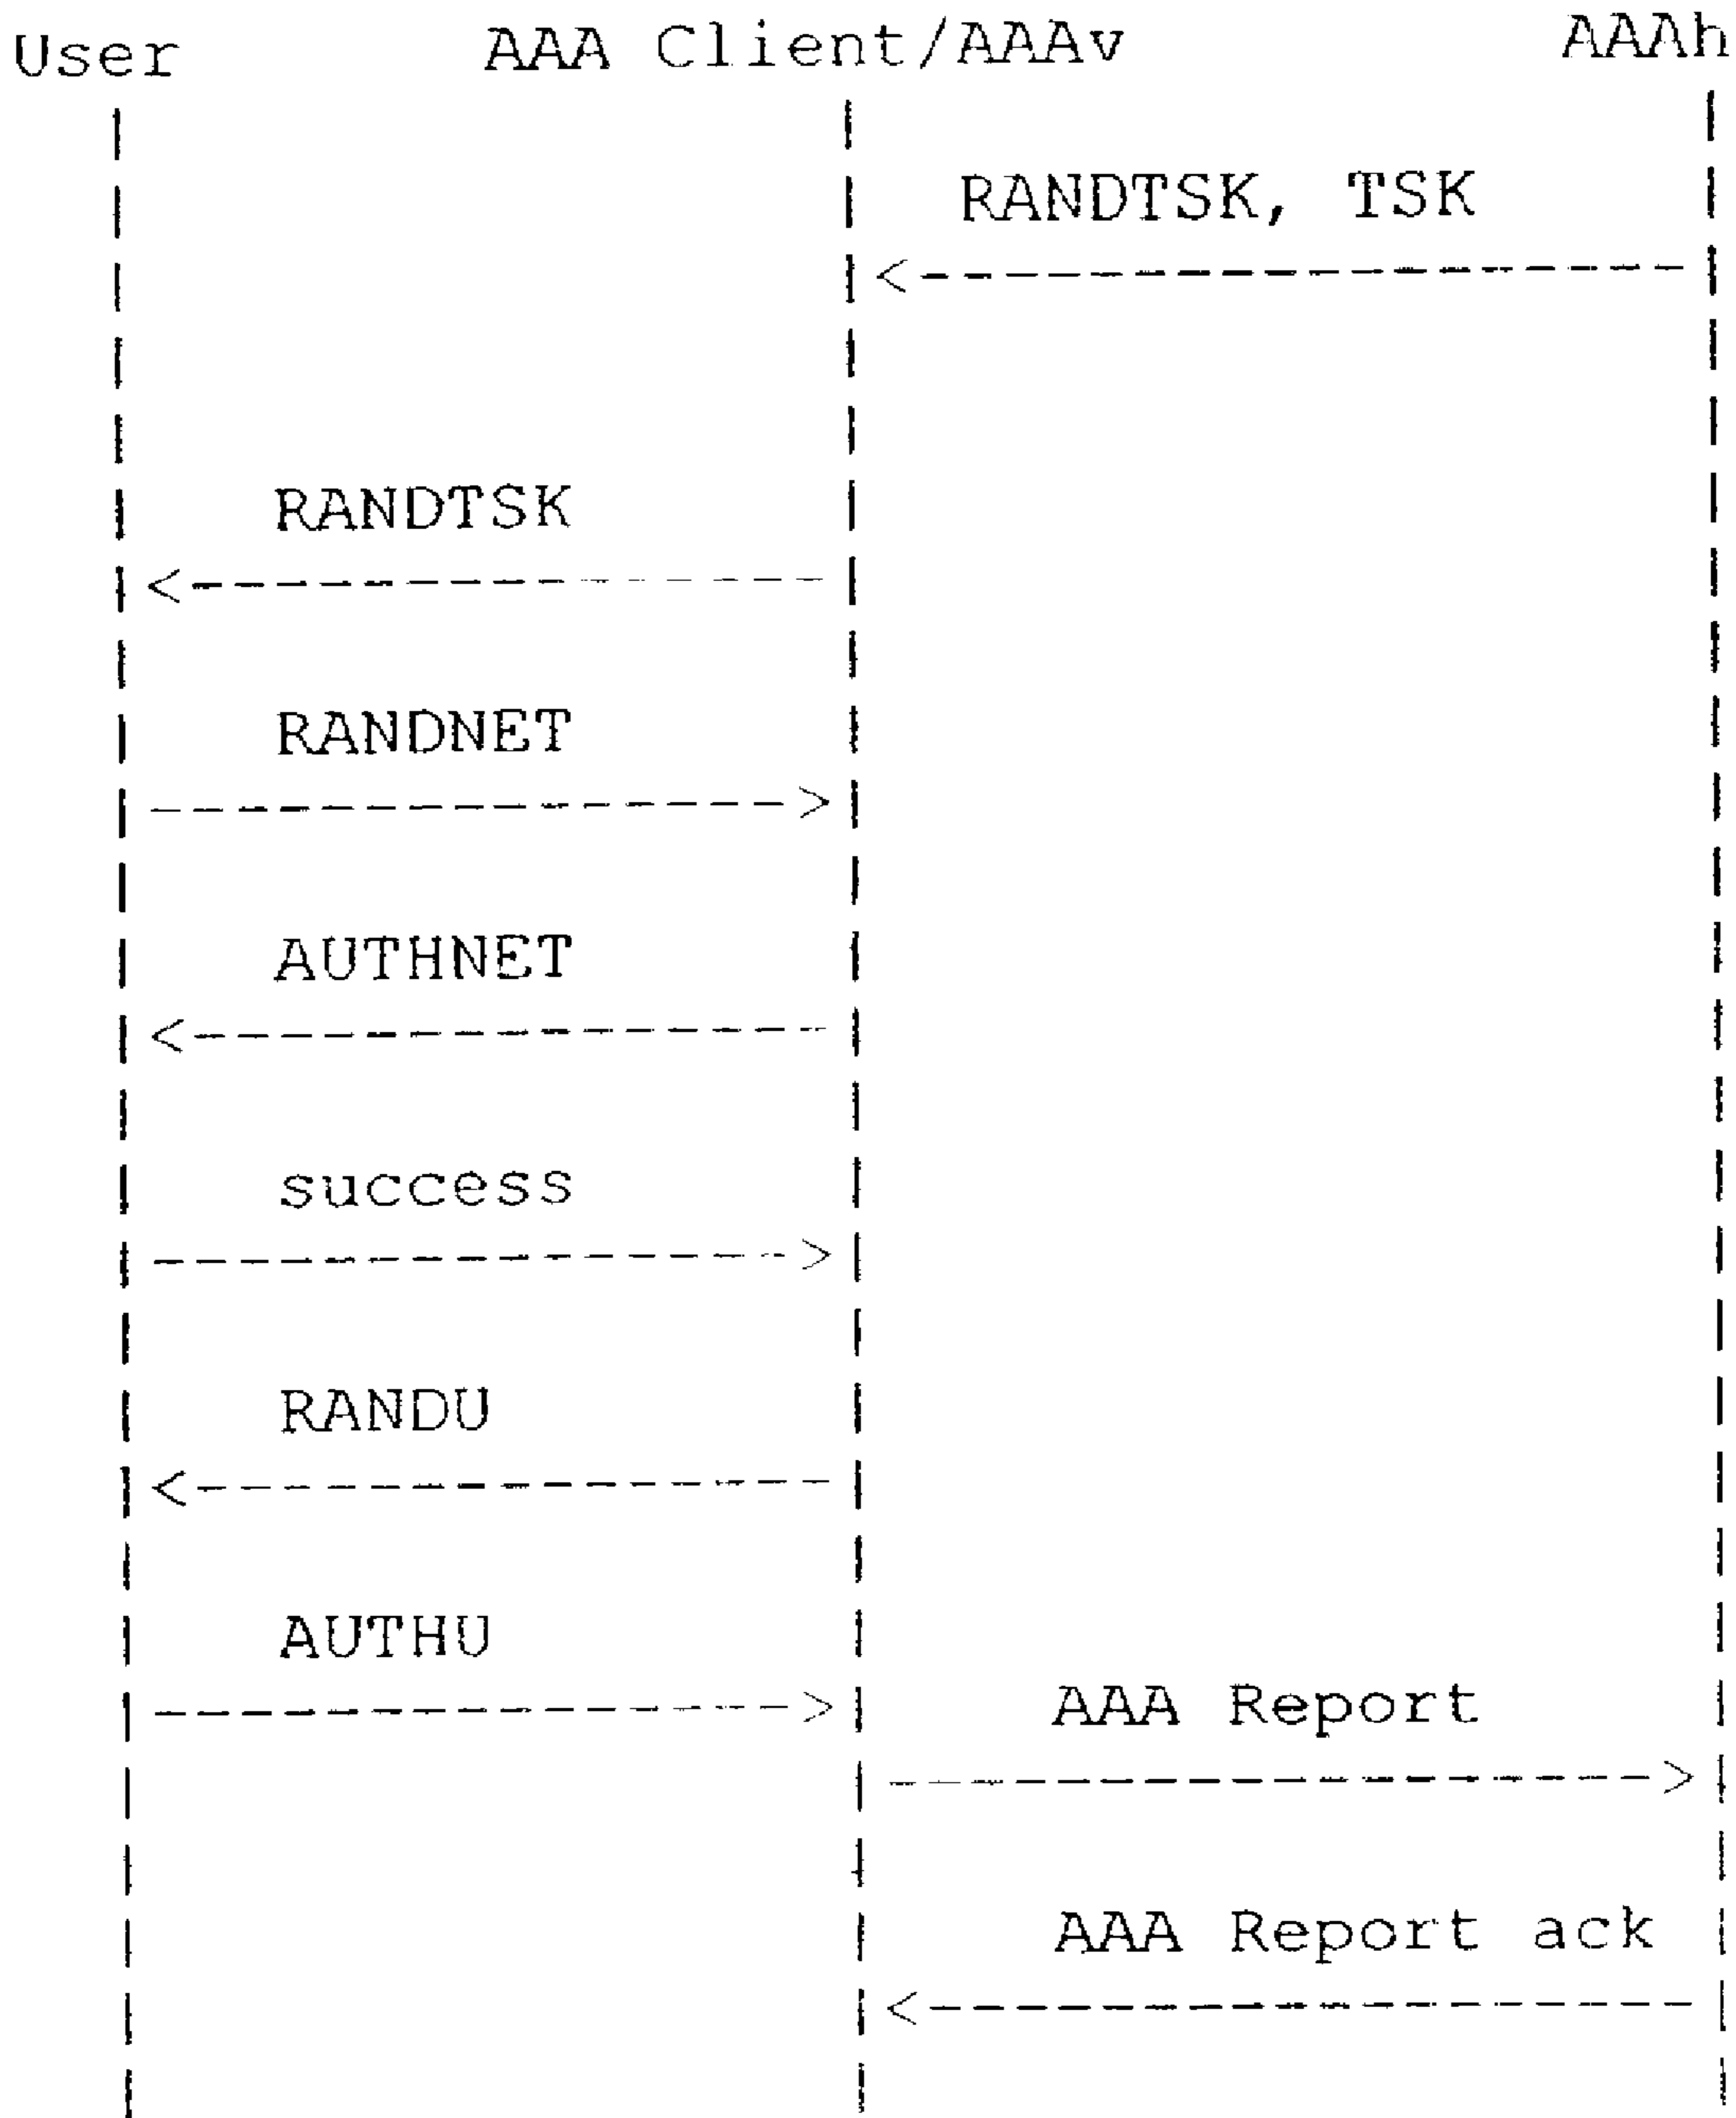 User AAA Client/AAAv AAAh
RANDTSK, TSK
RANDTSK
RANDNET
AUTHNET
success
RANDU
AUTHU
AAA Report
AAA Report ack